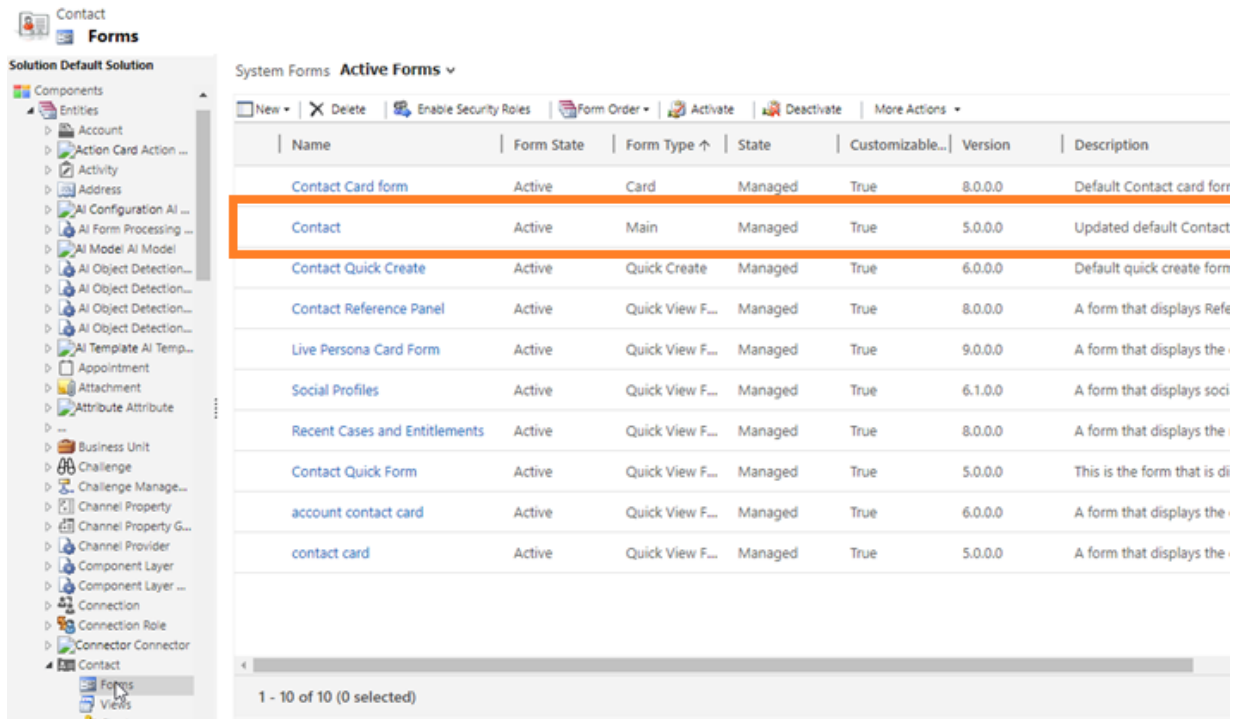 Contact
Forms
Solution Default Solution
Components
Entities
Account
Action Card Action ...
Activity
Address
AI Configuration AI ...
AI Form Processing ...
AI Model AI Model
AI Object Detection...
AI Object Detection...
AI Object Detection...
AI Object Detection...
AI Template AI Temp...
Appointment
Attachment
Attribute Attribute
...
Business Unit
Challenge
Challenge Manage...
Channel Property
Channel Property G...
Channel Provider
Component Layer
Component Layer ...
Connection
Connection Role
Connector Connector
Contact
Forms
Views
System Forms Active Forms
New Delete Enable Security Roles Form Order Activate Deactivate More Actions
Name Form State Form Type ↑ State Customizable... Version Description
Contact Card form Active Card Managed True 8.0.0.0 Default Contact card form
Contact Active Main Managed True 5.0.0.0 Updated default Contact
Contact Quick Create Active Quick Create Managed True 6.0.0.0 Default quick create form
Contact Reference Panel Active Quick View F... Managed True 8.0.0.0 A form that displays Refe
Live Persona Card Form Active Quick View F... Managed True 9.0.0.0 A form that displays the
Social Profiles Active Quick View F... Managed True 6.1.0.0 A form that displays soci
Recent Cases and Entitlements Active Quick View F... Managed True 8.0.0.0 A form that displays the
Contact Quick Form Active Quick View F... Managed True 5.0.0.0 This is the form that is di
account contact card Active Quick View F... Managed True 6.0.0.0 A form that displays the
contact card Active Quick View F... Managed True 5.0.0.0 A form that displays the
1 - 10 of 10 (0 selected)